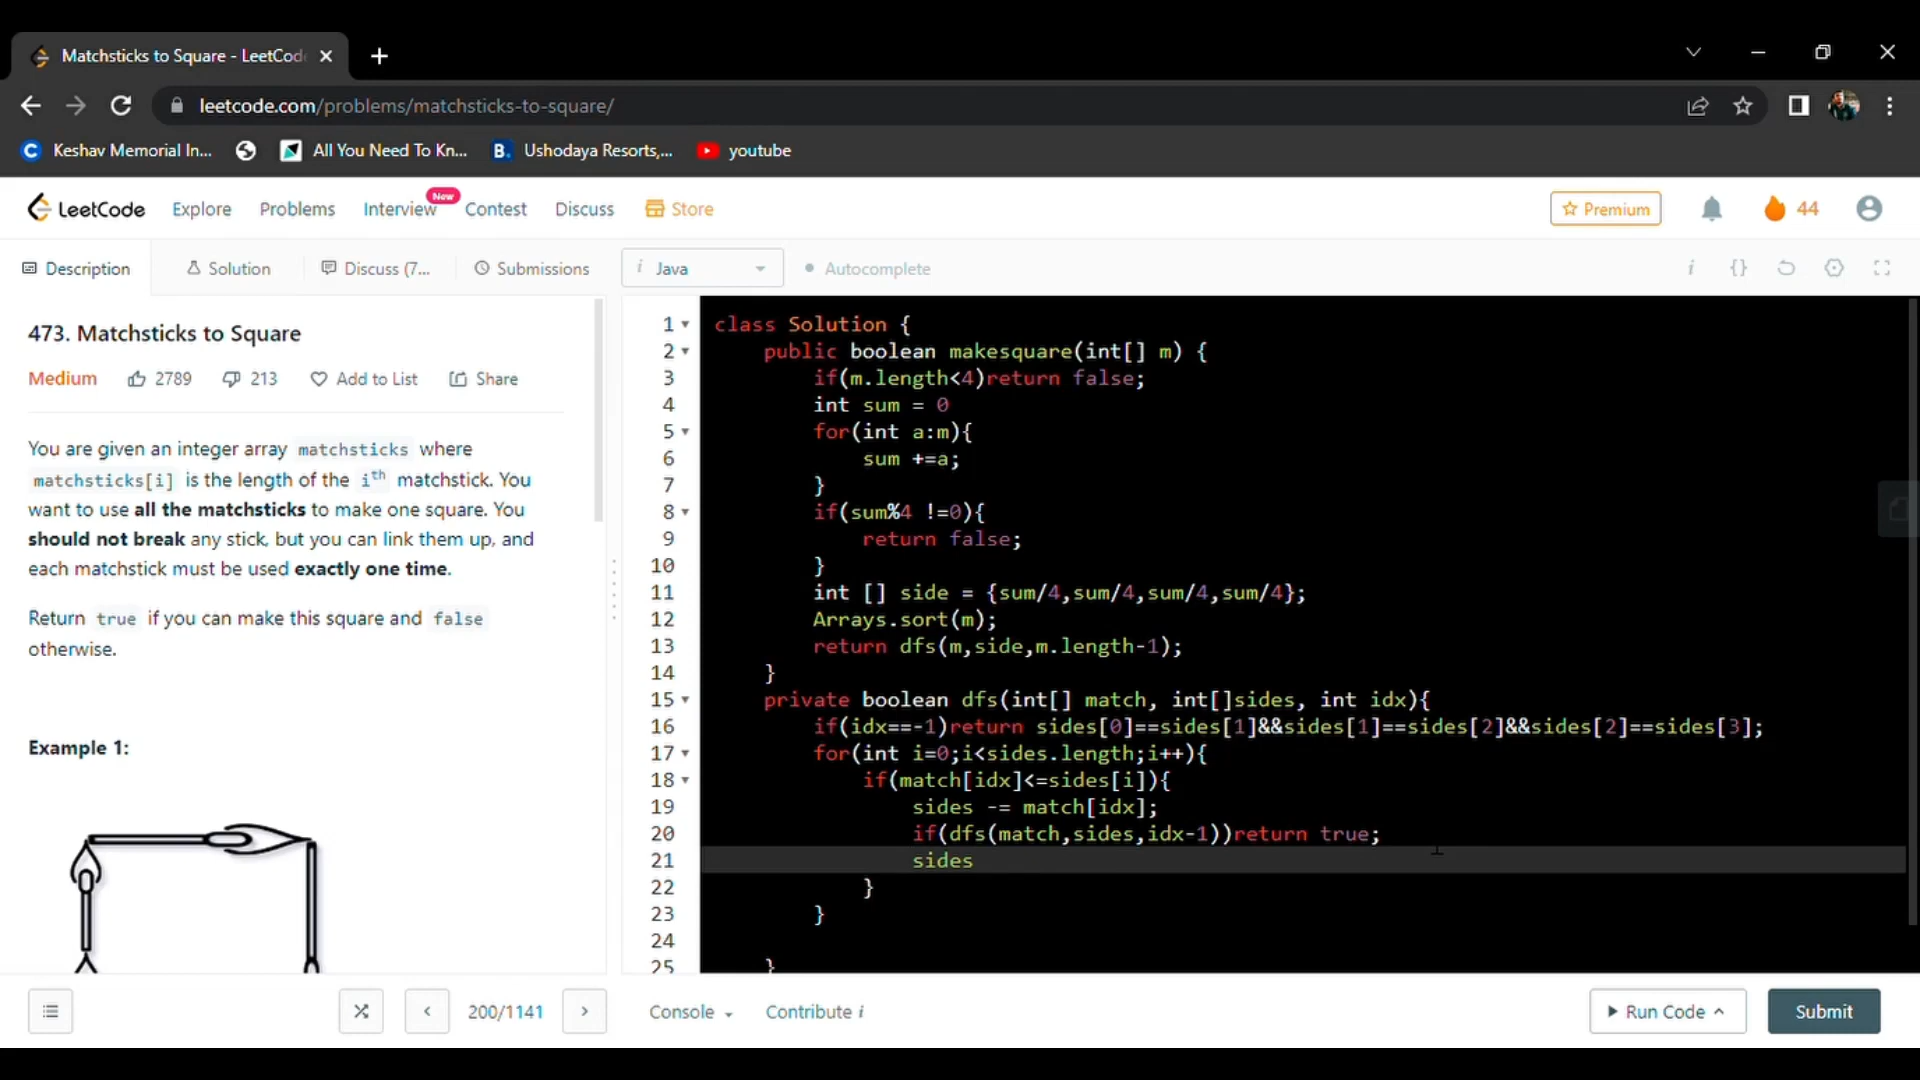 Matchsticks to Square - LeetCod
leetcode.com/problems/matchsticks-to-square/
Keshav Memorial In...
All You Need To Kn...
B. Ushodaya Resorts,...
youtube
LeetCode
Explore
Problems
Interview
New
Contest
Discuss
Store
Premium
44
Description
Solution
Discuss (7...
Submissions
i Java
Autocomplete
i {}
473. Matchsticks to Square
Medium 2789 213 Add to List Share
You are given an integer array matchsticks where
matchsticks[i] is the length of the ith matchstick. You
want to use all the matchsticks to make one square. You
should not break any stick, but you can link them up, and
each matchstick must be used exactly one time.
Return true if you can make this square and false
otherwise.
Example 1:
1 class Solution {
2 public boolean makesquare(int[] m) {
3 if(m.length<4)return false;
4 int sum = 0
5 for(int a:m){
6 sum +=a;
7 }
8 if(sum%4 !=0){
9 return false;
10 }
11 int [] side = {sum/4,sum/4,sum/4,sum/4};
12 Arrays.sort(m);
13 return dfs(m,side,m.length-1);
14 }
15 private boolean dfs(int[] match, int[]sides, int idx){
16 if(idx==-1)return sides[0]==sides[1]&&sides[1]==sides[2]&&sides[2]==sides[3];
17 for(int i=0;i<sides.length;i++){
18 if(match[idx]<=sides[i]){
19 sides -= match[idx];
20 if(dfs(match,sides,idx-1))return true;
21 sides
22 }
23 }
24
25 }
200/1141
Console
Contribute i
Run Code
Submit